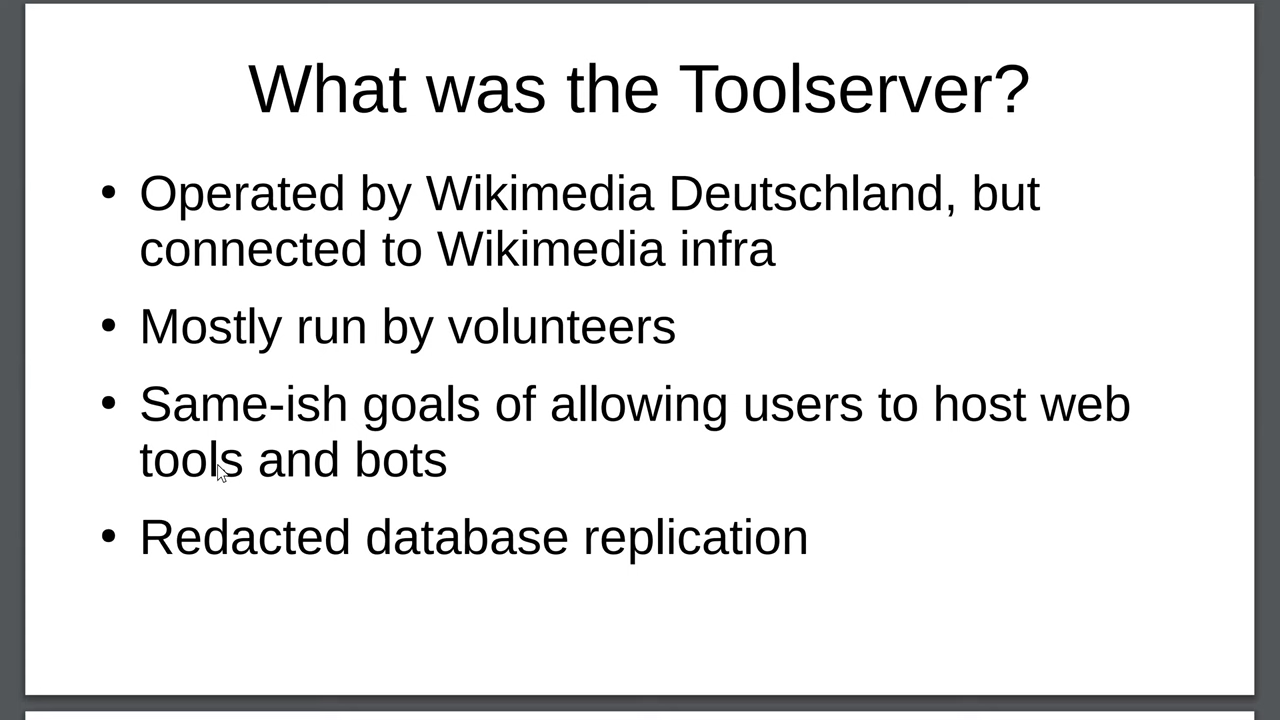 What was the Toolserver?
• Operated by Wikimedia Deutschland, but
connected to Wikimedia infra
• Mostly run by volunteers
• Same-ish goals of allowing users to host web
tools and bots
• Redacted database replication